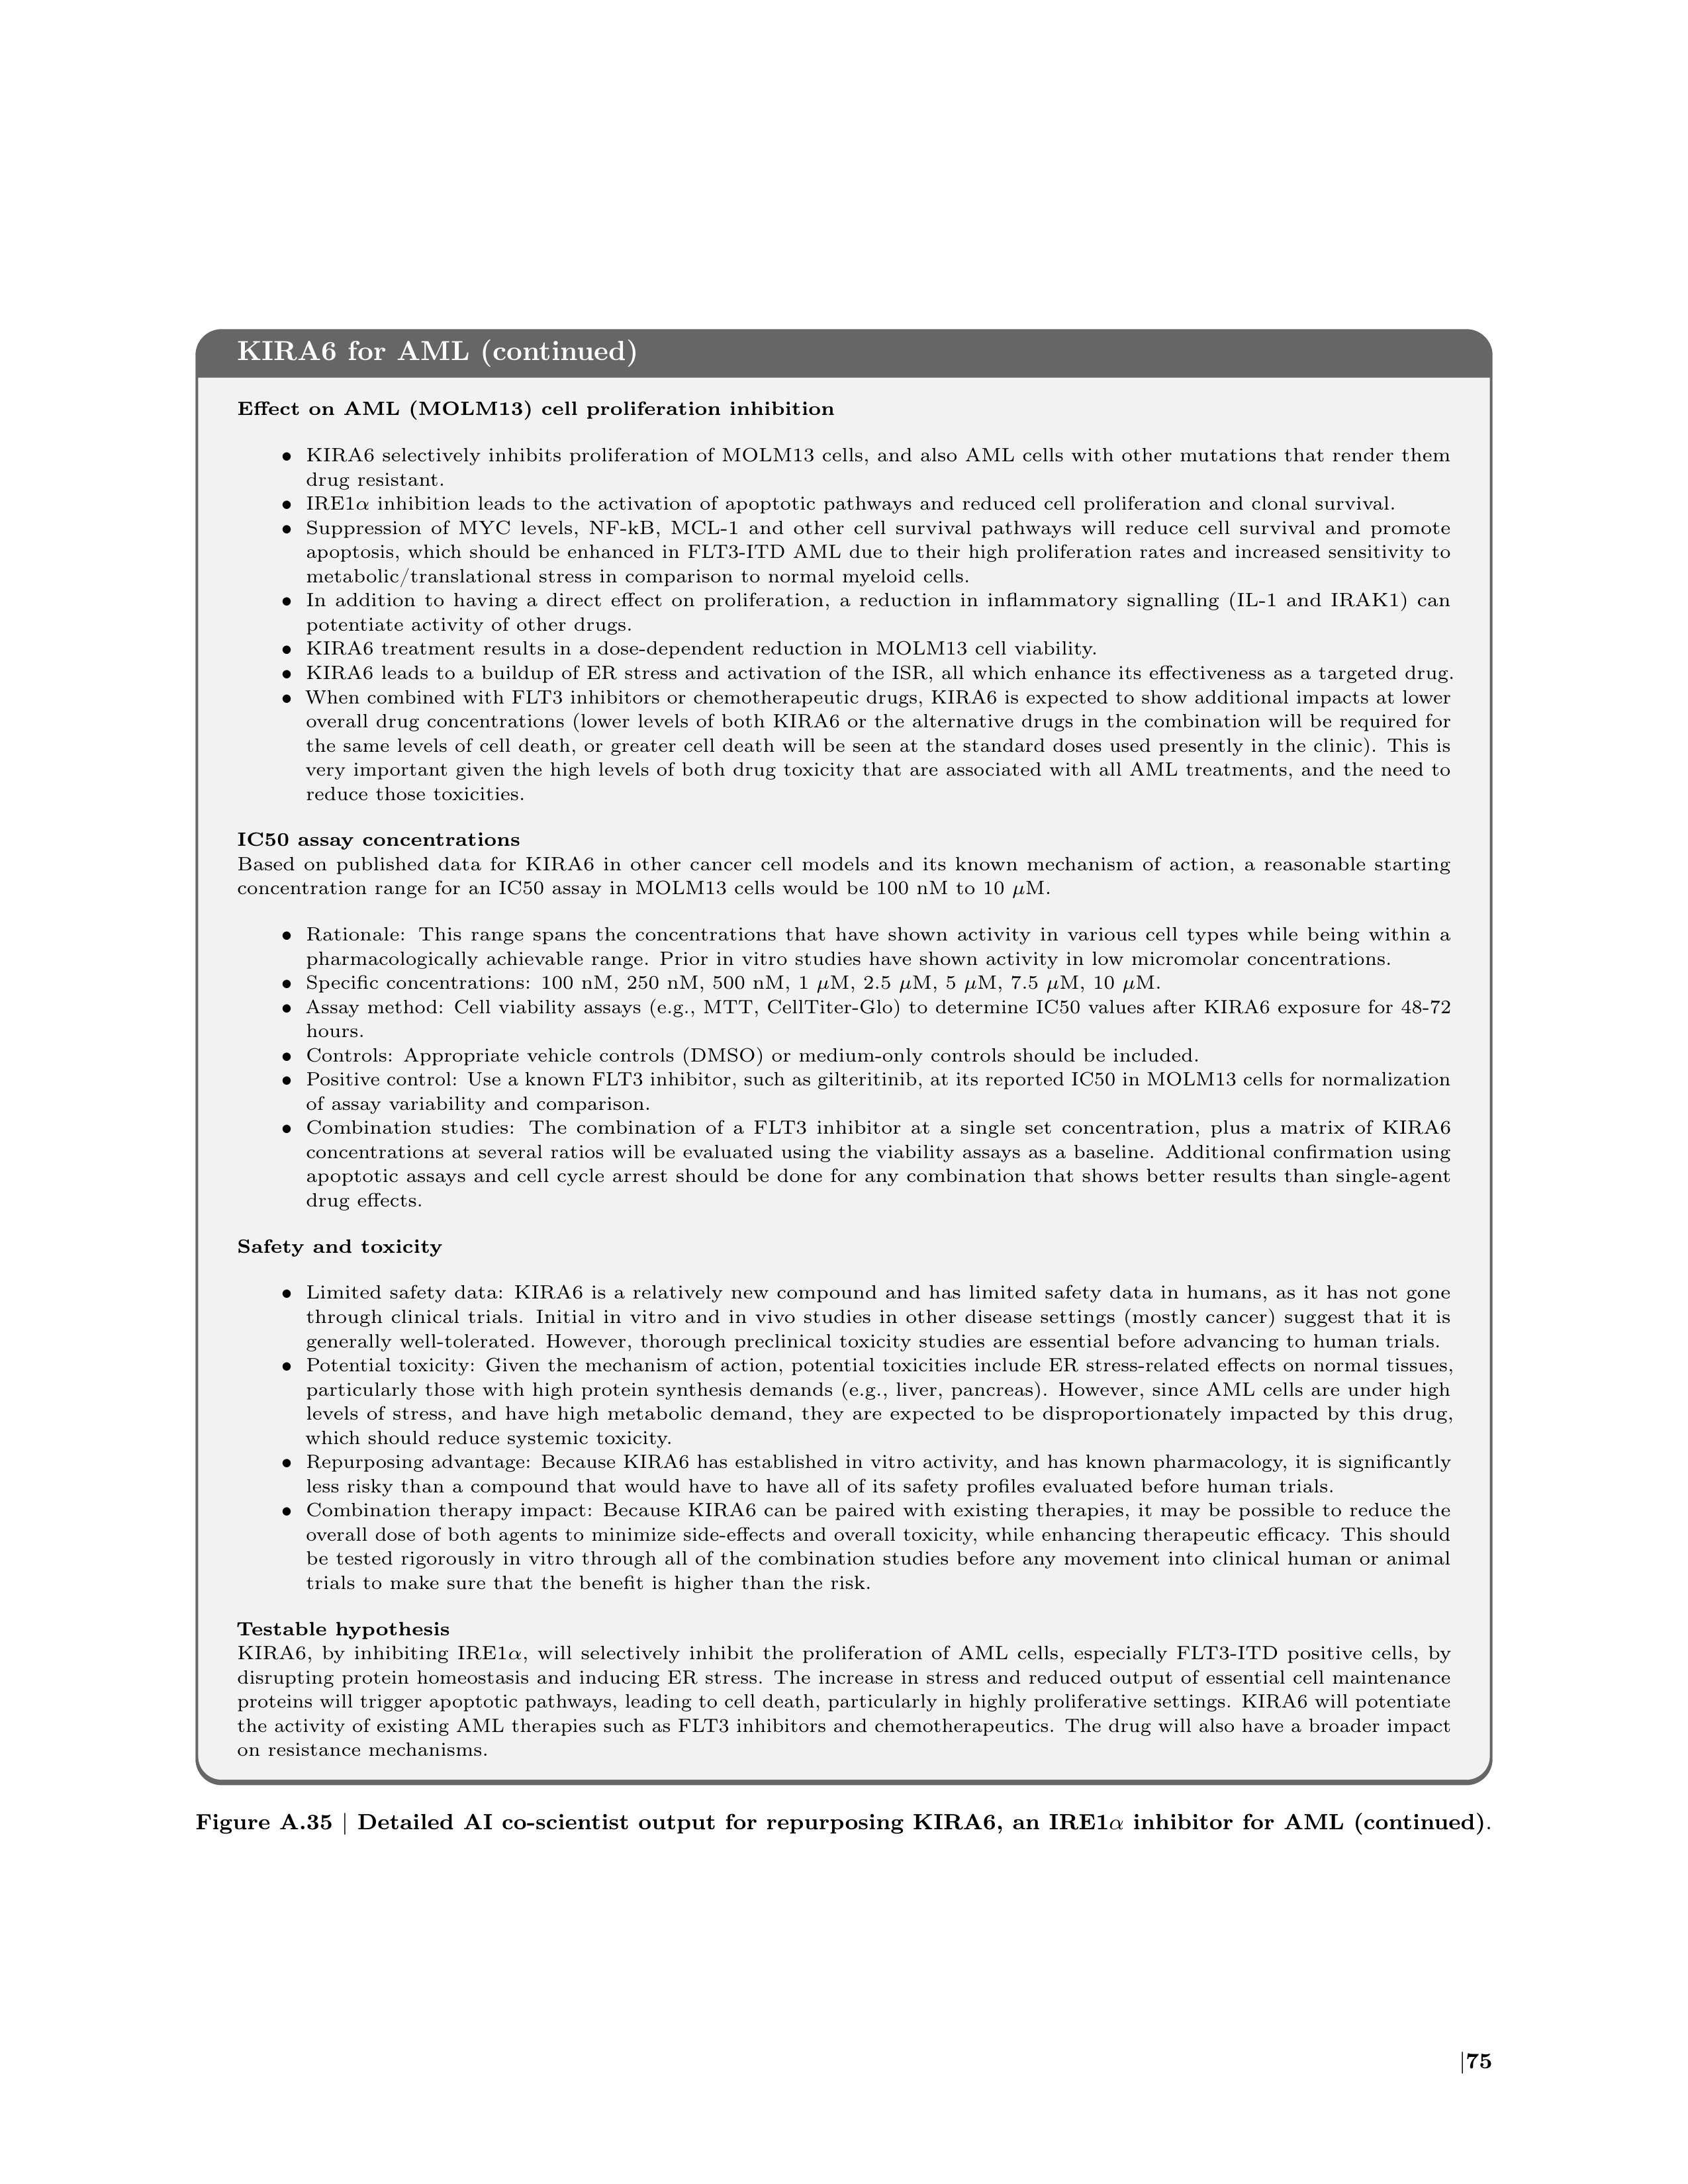 KIRA6 for AML (continued)
Effect on AML (MOLM13) cell proliferation inhibition
• KIRA6 selectively inhibits proliferation of MOLM13 cells, and also AML cells with other mutations that render them
drug resistant.
• IRE1α inhibition leads to the activation of apoptotic pathways and reduced cell proliferation and clonal survival.
• Suppression of MYC levels, NF-kB, MCL-1 and other cell survival pathways will reduce cell survival and promote
apoptosis, which should be enhanced in FLT3-ITD AML due to their high proliferation rates and increased sensitivity to
metabolic/translational stress in comparison to normal myeloid cells.
• In addition to having a direct effect on proliferation, a reduction in inflammatory signalling (IL-1 and IRAK1) can
potentiate activity of other drugs.
• KIRA6 treatment results in a dose-dependent reduction in MOLM13 cell viability.
• KIRA6 leads to a buildup of ER stress and activation of the ISR, all which enhance its effectiveness as a targeted drug.
• When combined with FLT3 inhibitors or chemotherapeutic drugs, KIRA6 is expected to show additional impacts at lower
overall drug concentrations (lower levels of both KIRA6 or the alternative drugs in the combination will be required for
the same levels of cell death, or greater cell death will be seen at the standard doses used presently in the clinic). This is
very important given the high levels of both drug toxicity that are associated with all AML treatments, and the need to
reduce those toxicities.
IC50 assay concentrations
Based on published data for KIRA6 in other cancer cell models and its known mechanism of action, a reasonable starting
concentration range for an IC50 assay in MOLM13 cells would be 100 nM to 10 μM.
• Rationale: This range spans the concentrations that have shown activity in various cell types while being within a
pharmacologically achievable range. Prior in vitro studies have shown activity in low micromolar concentrations.
• Specific concentrations: 100 nM, 250 nM, 500 nM, 1 μM, 2.5 μM, 5 μM, 7.5 μM, 10 μM.
• Assay method: Cell viability assays (e.g., MTT, CellTiter-Glo) to determine IC50 values after KIRA6 exposure for 48-72
hours.
• Controls: Appropriate vehicle controls (DMSO) or medium-only controls should be included.
• Positive control: Use a known FLT3 inhibitor, such as gilteritinib, at its reported IC50 in MOLM13 cells for normalization
of assay variability and comparison.
• Combination studies: The combination of a FLT3 inhibitor at a single set concentration, plus a matrix of KIRA6
concentrations at several ratios will be evaluated using the viability assays as a baseline. Additional confirmation using
apoptotic assays and cell cycle arrest should be done for any combination that shows better results than single-agent
drug effects.
Safety and toxicity
• Limited safety data: KIRA6 is a relatively new compound and has limited safety data in humans, as it has not gone
through clinical trials. Initial in vitro and in vivo studies in other disease settings (mostly cancer) suggest that it is
generally well-tolerated. However, thorough preclinical toxicity studies are essential before advancing to human trials.
• Potential toxicity: Given the mechanism of action, potential toxicities include ER stress-related effects on normal tissues,
particularly those with high protein synthesis demands (e.g., liver, pancreas). However, since AML cells are under high
levels of stress, and have high metabolic demand, they are expected to be disproportionately impacted by this drug,
which should reduce systemic toxicity.
• Repurposing advantage: Because KIRA6 has established in vitro activity, and has known pharmacology, it is significantly
less risky than a compound that would have to have all of its safety profiles evaluated before human trials.
• Combination therapy impact: Because KIRA6 can be paired with existing therapies, it may be possible to reduce the
overall dose of both agents to minimize side-effects and overall toxicity, while enhancing therapeutic efficacy. This should
be tested rigorously in vitro through all of the combination studies before any movement into clinical human or animal
trials to make sure that the benefit is higher than the risk.
Testable hypothesis
KIRA6, by inhibiting IRE1α, will selectively inhibit the proliferation of AML cells, especially FLT3-ITD positive cells, by
disrupting protein homeostasis and inducing ER stress. The increase in stress and reduced output of essential cell maintenance
proteins will trigger apoptotic pathways, leading to cell death, particularly in highly proliferative settings. KIRA6 will potentiate
the activity of existing AML therapies such as FLT3 inhibitors and chemotherapeutics. The drug will also have a broader impact
on resistance mechanisms.
Figure A.35 | Detailed AI co-scientist output for repurposing KIRA6, an IRE1α inhibitor for AML (continued).
|75